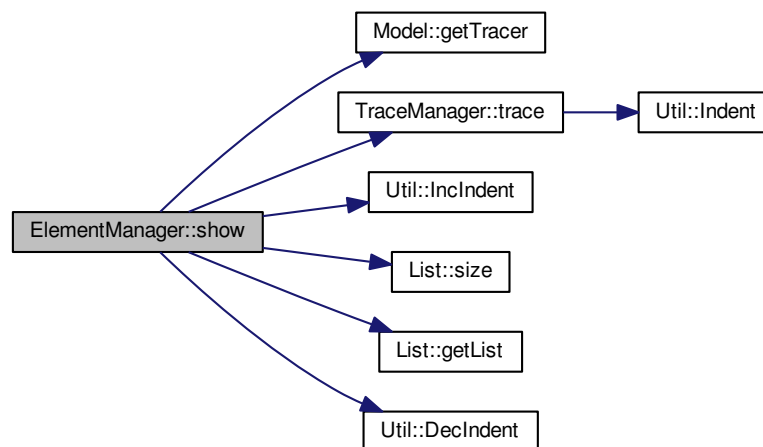 Model::getTracer
TraceManager::trace
Util::Indent
Util::IncIndent
ElementManager::show
List::size
List::getList
Util::DecIndent